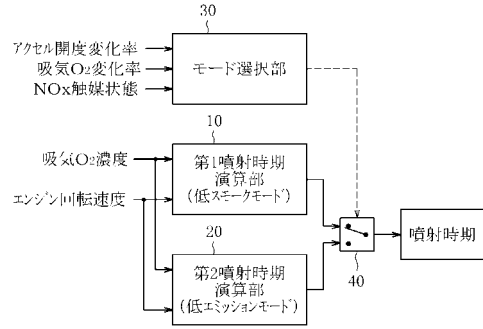 30
アクセル開度変化率
吸気O2変化率
NOx触媒状態
モード選択部
10
吸気O2濃度
エンジン回転速度
第1噴射時期
演算部
(低スモークモード)
20
第2噴射時期
演算部
(低エミッションモード)
40
噴射時期